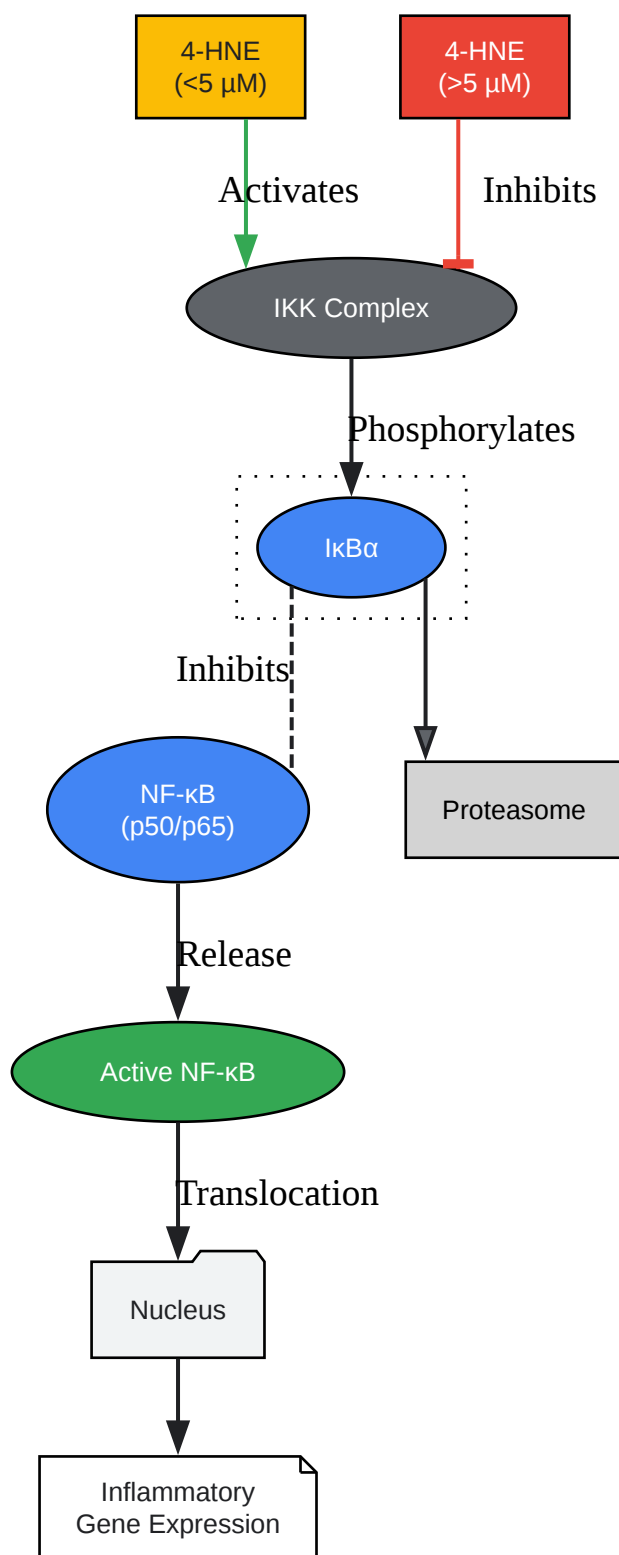 4-HNE
(<5 µM)
4-HNE
(>5 µM)
Activates
Inhibits
IKK Complex
Phosphorylates
IκBα
Inhibits
NF-κB
(p50/p65)
Proteasome
Release
Active NF-κB
Translocation
Nucleus
Inflammatory
Gene Expression